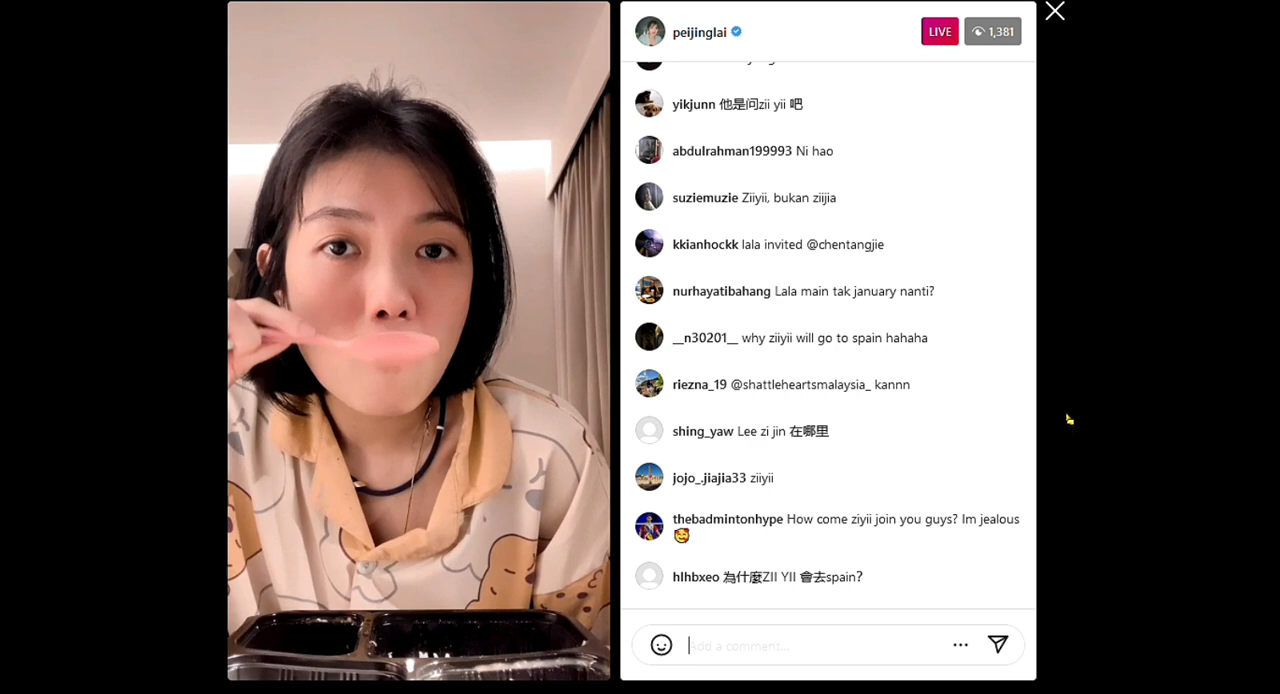 peijinglai
LIVE
1,381
yikjunn 他是问zii yii 吧
abdulrahman199993 Ni hao
suziemuzie Ziiyii, bukan ziijia
kkianhockk lala invited @chentangjie
nurhayatibahang Lala main tak january nanti?
__n30201__ why ziiyii will go to spain hahaha
riezna_19 @shattleheartsmalaysia_ kannn
shing_yaw Lee zi jin 在哪里
jojo_.jiajia33 ziiyii
thebadmintonhype How come ziyii join you guys? Im jealous
hlhbxeo 為什麼ZII YII 會去spain?
Add a comment...